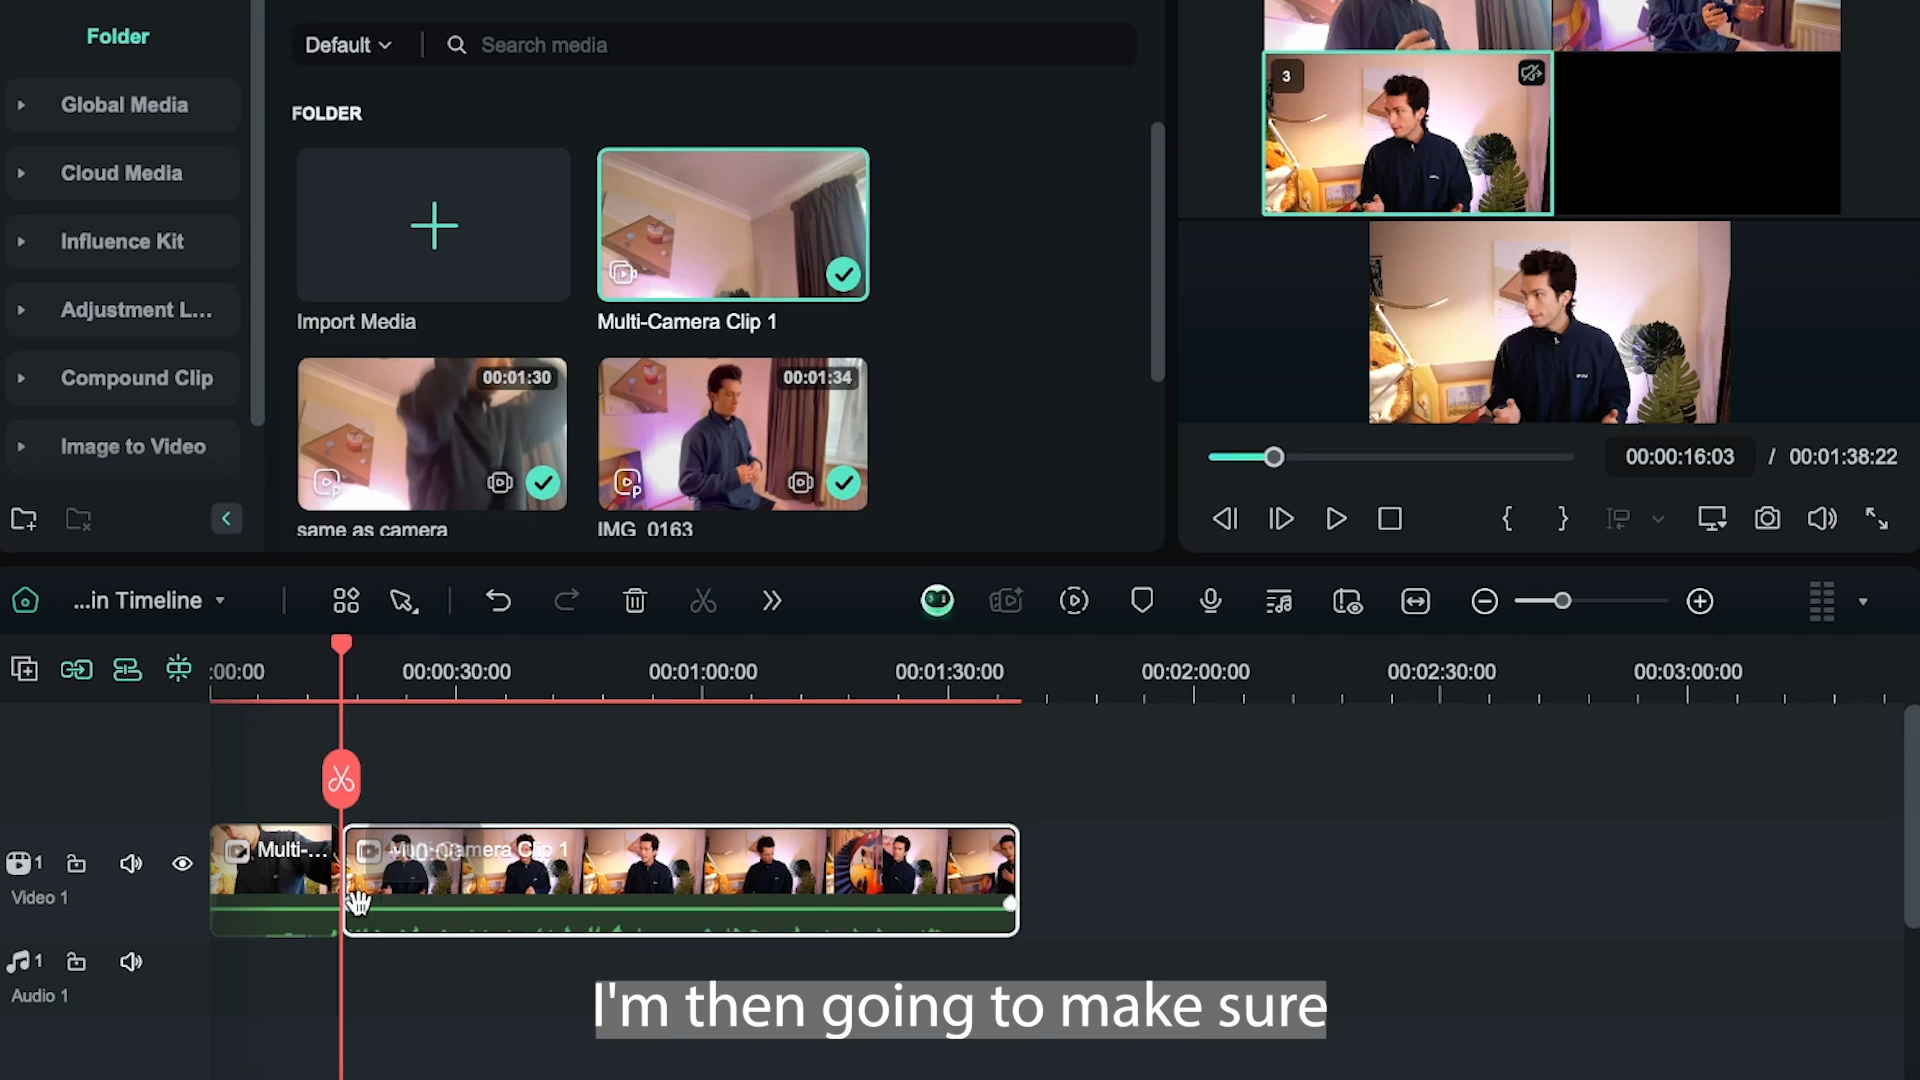 Folder
Default
Search media
Global Media
Cloud Media
Influence Kit
Adjustment L...
Compound Clip
Image to Video
FOLDER
Import Media
Multi-Camera Clip 1
00:01:30
same as camera
00:01:34
IMG_0163
3
00:00:16:03 / 00:01:38:22
...in Timeline
:00:00
00:00:30:00
00:01:00:00
00:01:30:00
00:02:00:00
00:02:30:00
00:03:00:00
1
Video 1
Multi-...
Multi-Camera Clip 1
1
Audio 1
I'm then going to make sure